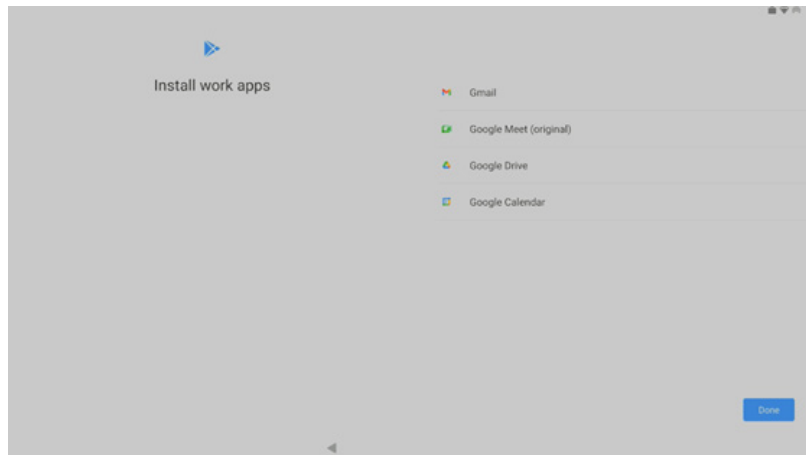 Install work apps
Gmail
Google Meet (original)
Google Drive
Google Calendar
Done